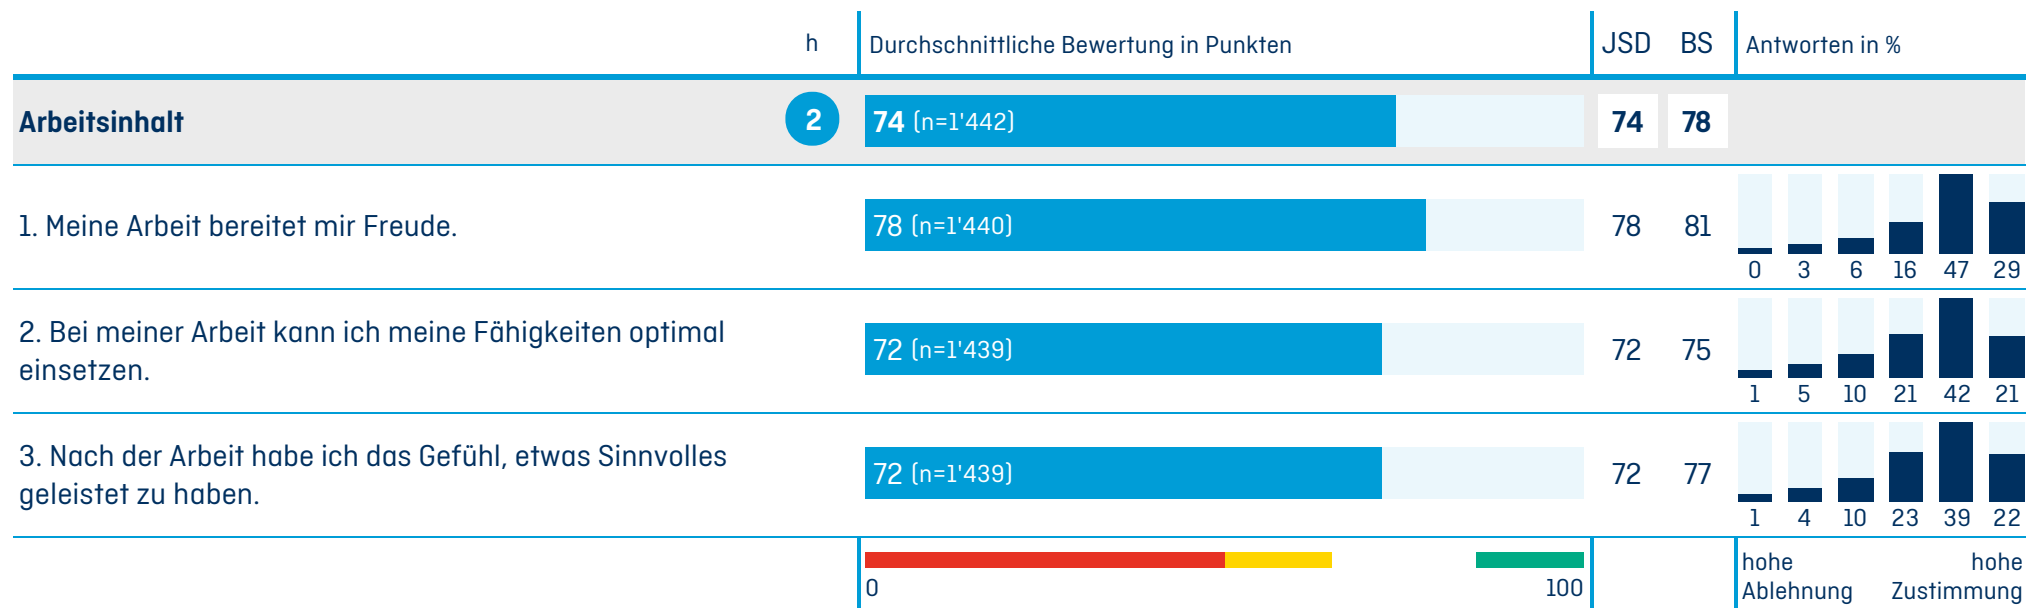 h Durchschnittliche Bewertung in Punkten JSD BS Antworten in %
Arbeitsinhalt 2 74 (n=1'442) 74 78
1. Meine Arbeit bereitet mir Freude. 78 (n=1'440) 78 81
0 3 6 16 47 29
2. Bei meiner Arbeit kann ich meine Fähigkeiten optimal
einsetzen. 72 (n=1'439) 72 75
1 5 10 21 42 21
3. Nach der Arbeit habe ich das Gefühl, etwas Sinnvolles
geleistet zu haben. 72 (n=1'439) 72 77
1 4 10 23 39 22
0 100
hohe hohe
Ablehnung Zustimmung